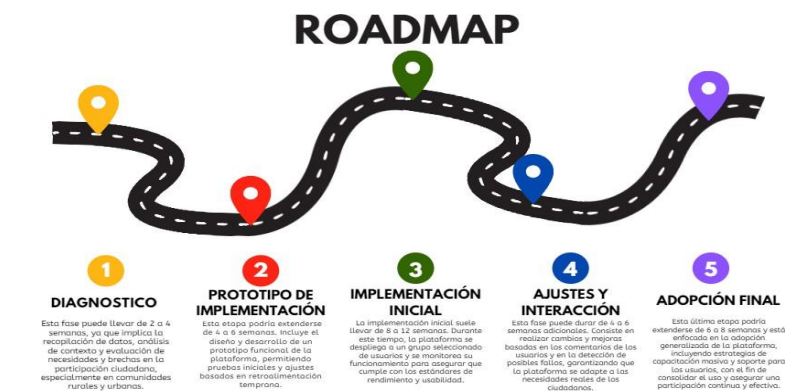 ROADMAP
1
DIAGNOSTICO
Esta fase puede llevar de 2 a 4
semanas, ya que implica la
recopilación de datos, análisis
de contexto y evaluación de
necesidades y brechas en la
participación ciudadana,
especialmente en comunidades
rurales y urbanas.
2
PROTOTIPO DE
IMPLEMENTACIÓN
Esta etapa podría extenderse
de 4 a 6 semanas. Incluye el
diseño y desarrollo de un
prototipo funcional de la
plataforma, permitiendo
pruebas iniciales y ajustes
basados en retroalimentación
temprana.
3
IMPLEMENTACIÓN
INICIAL
La implementación inicial suele
llevar de 8 a 12 semanas. Durante
este tiempo, la plataforma se
despliega a un grupo seleccionado
de usuarios y se monitorea su
funcionamiento para asegurar que
cumple con los estándares de
rendimiento y usabilidad.
4
AJUSTES Y
INTERACCIÓN
Esta fase puede durar de 4 a 6
semanas adicionales. Consiste en
realizar cambios y mejoras
basadas en los comentarios de los
usuarios y en la detección de
posibles fallos, garantizando que
la plataforma se adapte a las
necesidades reales de los
ciudadanos.
5
ADOPCIÓN FINAL
Esta última etapa podría
extenderse de 6 a 8 semanas y está
enfocada en la adopción
generalizada de la plataforma,
incluyendo estrategias de
capacitación masiva y soporte para
los usuarios, con el fin de
consolidar el uso y asegurar una
participación continua y efectiva.